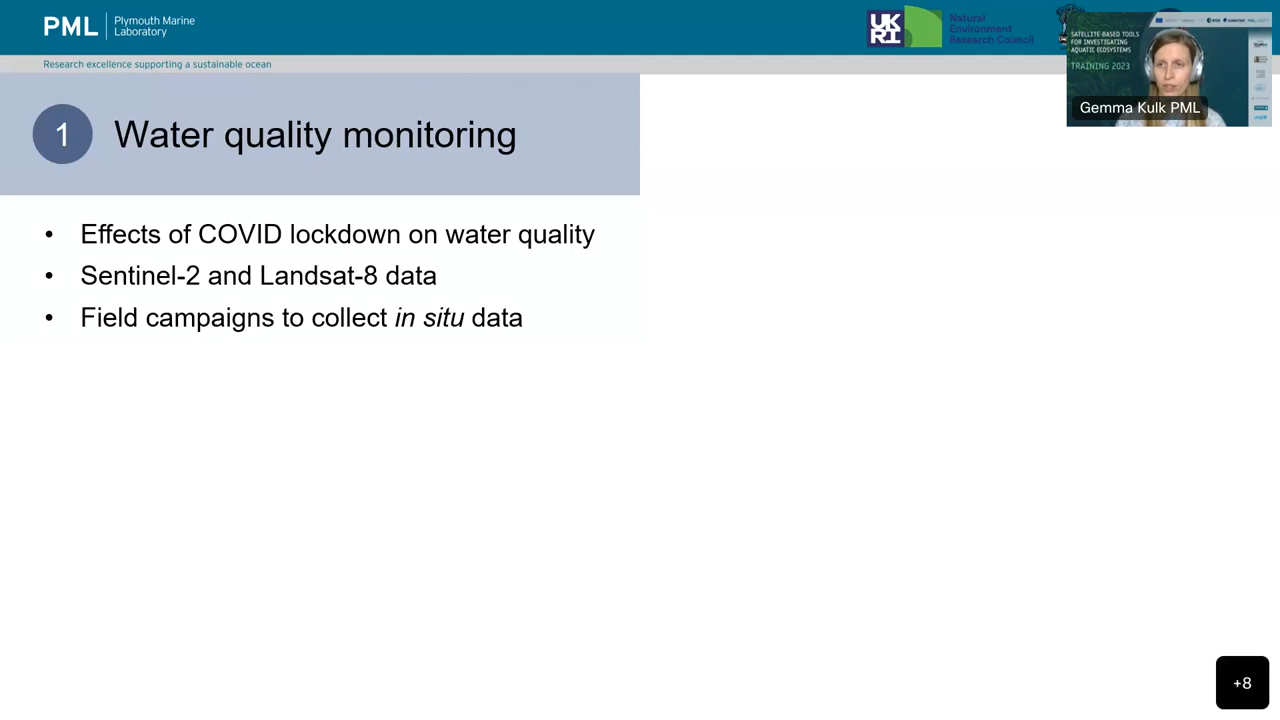 PML
Plymouth Marine
Laboratory
UK
RI
Natural
Environment
Research Council
Research excellence supporting a sustainable ocean
SATELLITE-BASED TOOLS
FOR INVESTIGATING
AQUATIC ECOSYSTEMS
TRAINING 2023
Gemma Kulk PML
1
Water quality monitoring
• Effects of COVID lockdown on water quality
• Sentinel-2 and Landsat-8 data
• Field campaigns to collect in situ data
+8